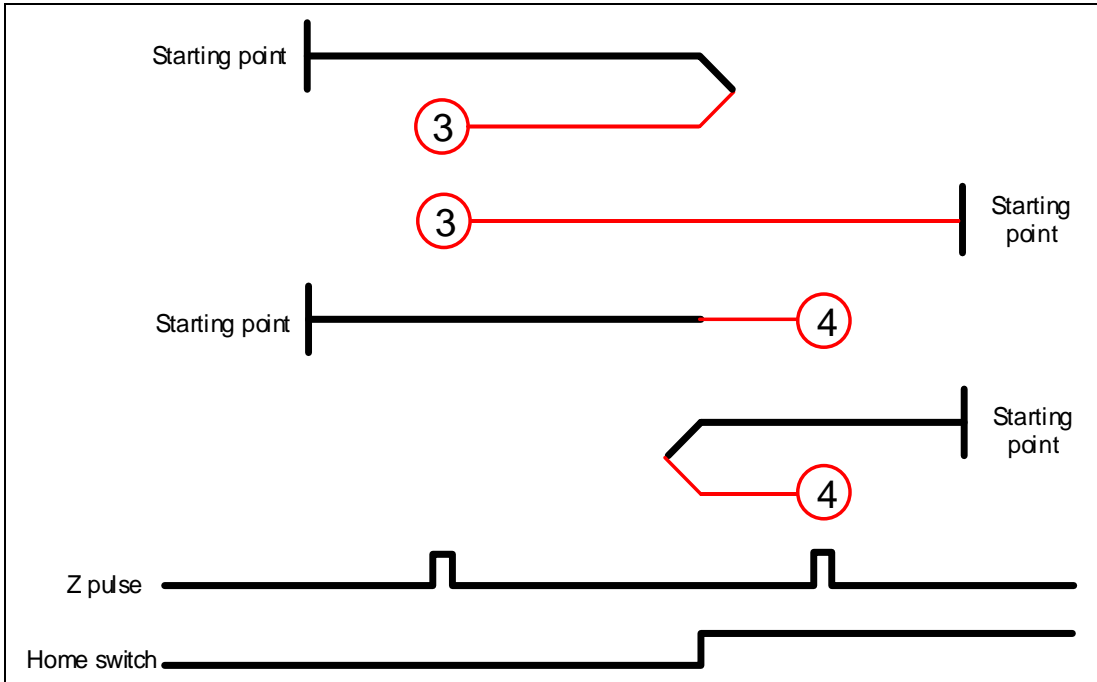 Starting point
3
3
Starting
point
Starting point
4
Starting
point
4
Z pulse
Home switch